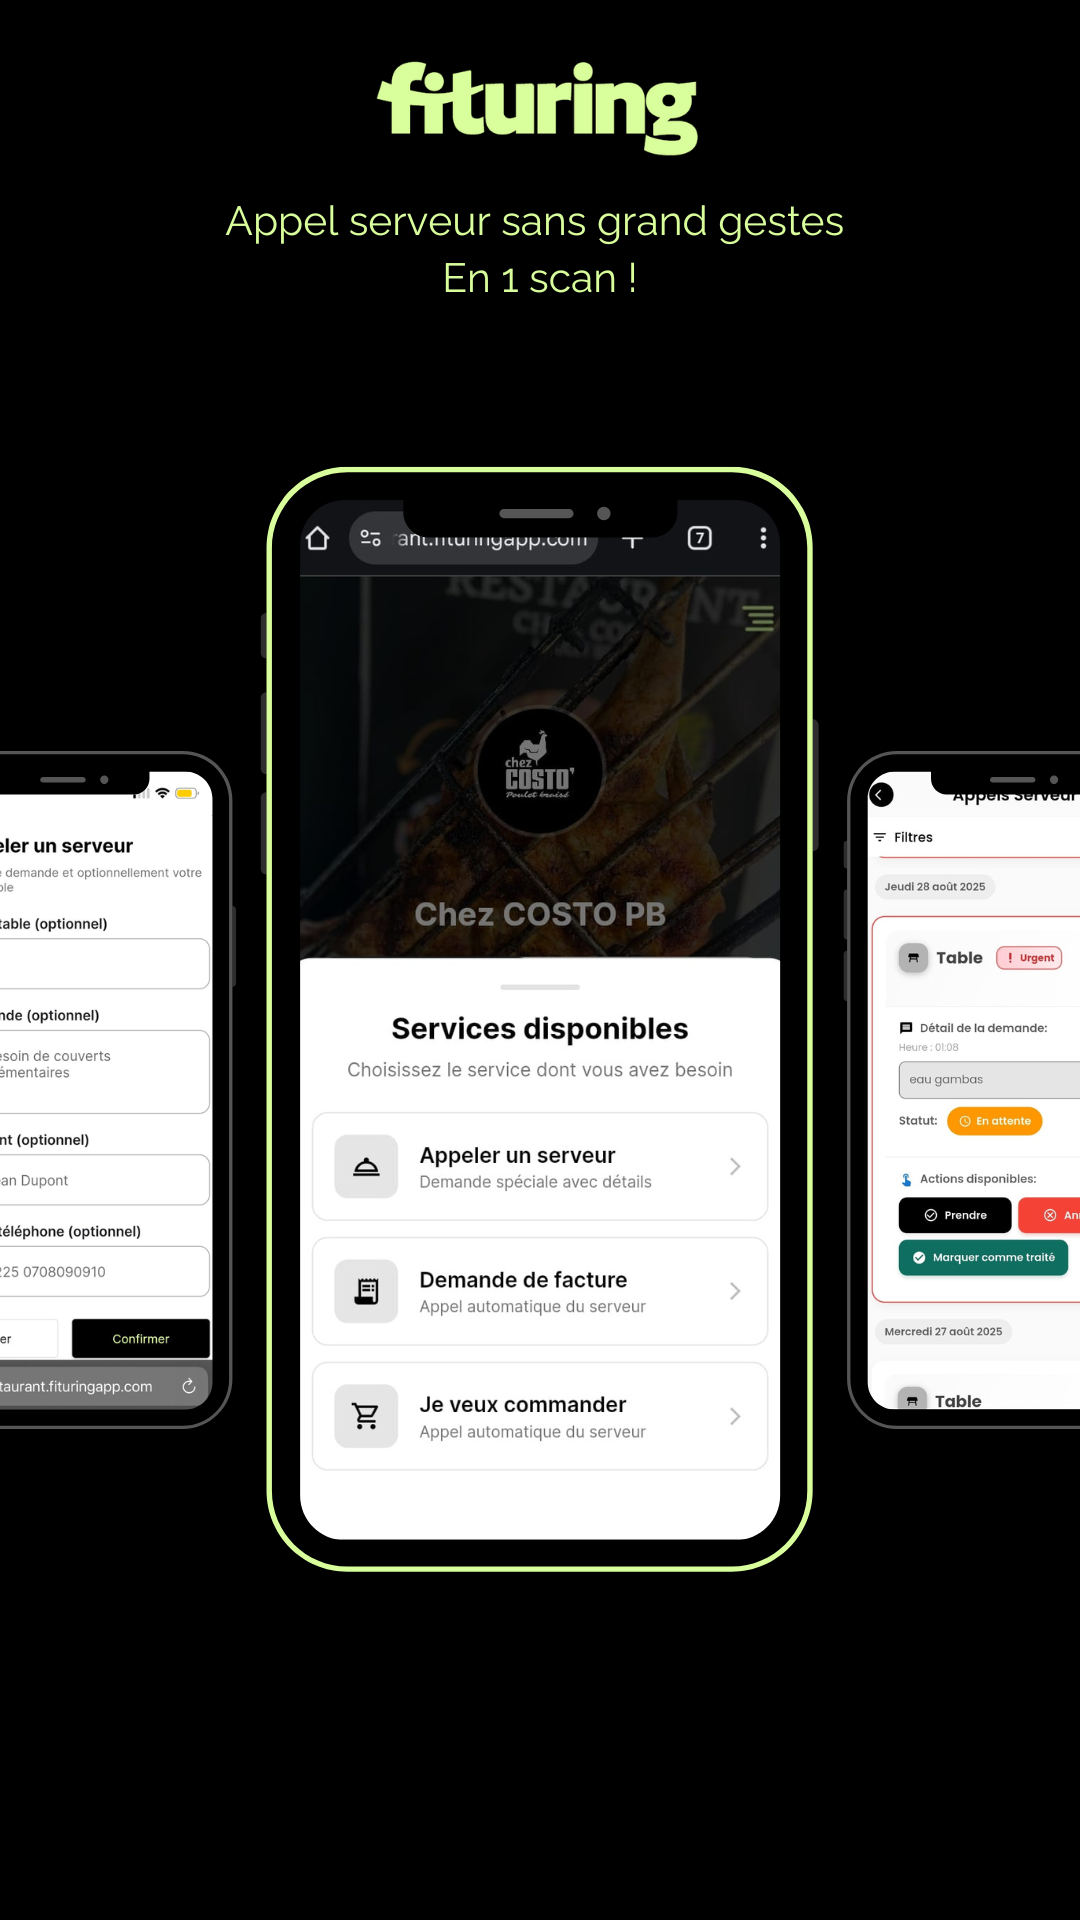 fituring
Appel serveur sans grand gestes
En 1 scan !
ant.fituringapp.com
7
RESTAURANT
chez
COSTO'
Poulet braisé
Chez COSTO PB
Services disponibles
Choisissez le service dont vous avez besoin
Appeler un serveur
Demande spéciale avec détails
Demande de facture
Appel automatique du serveur
Je veux commander
Appel automatique du serveur
eler un serveur
e demande et optionnellement votre
ble
table (optionnel)
nde (optionnel)
esoin de couverts
émentaires
nt (optionnel)
an Dupont
téléphone (optionnel)
225 0708090910
er
Confirmer
taurant.fituringapp.com
Appels Serveur
Filtres
Jeudi 28 août 2025
Table
! Urgent
Détail de la demande:
Heure : 01:08
eau gambas
Statut:
En attente
Actions disponibles:
Prendre
Ann
Marquer comme traité
Mercredi 27 août 2025
Table